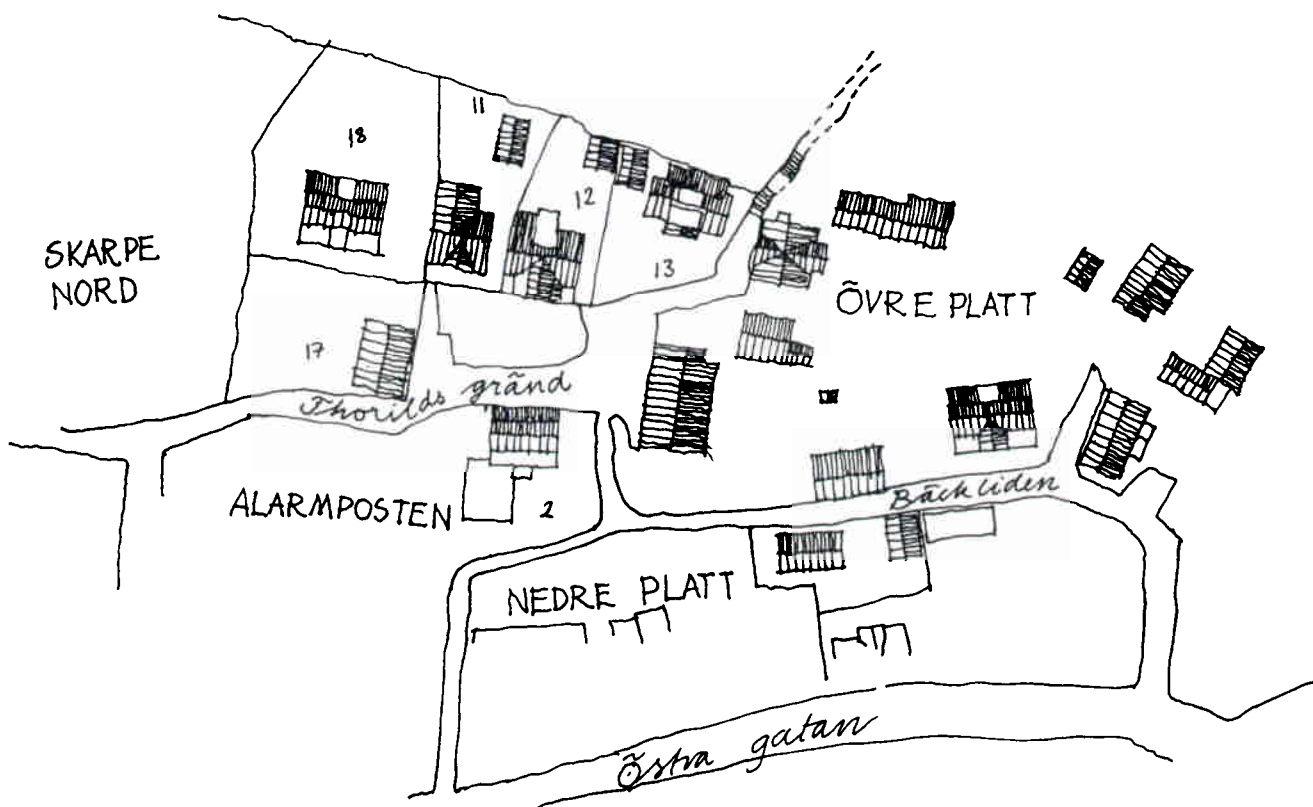 11
18
12
SKARPE
NORD
13
ÖVRE PLATT
17
Thorilds gränd
Bäckliden
ALARMPOSTEN
2
NEDRE PLATT
Östra gatan